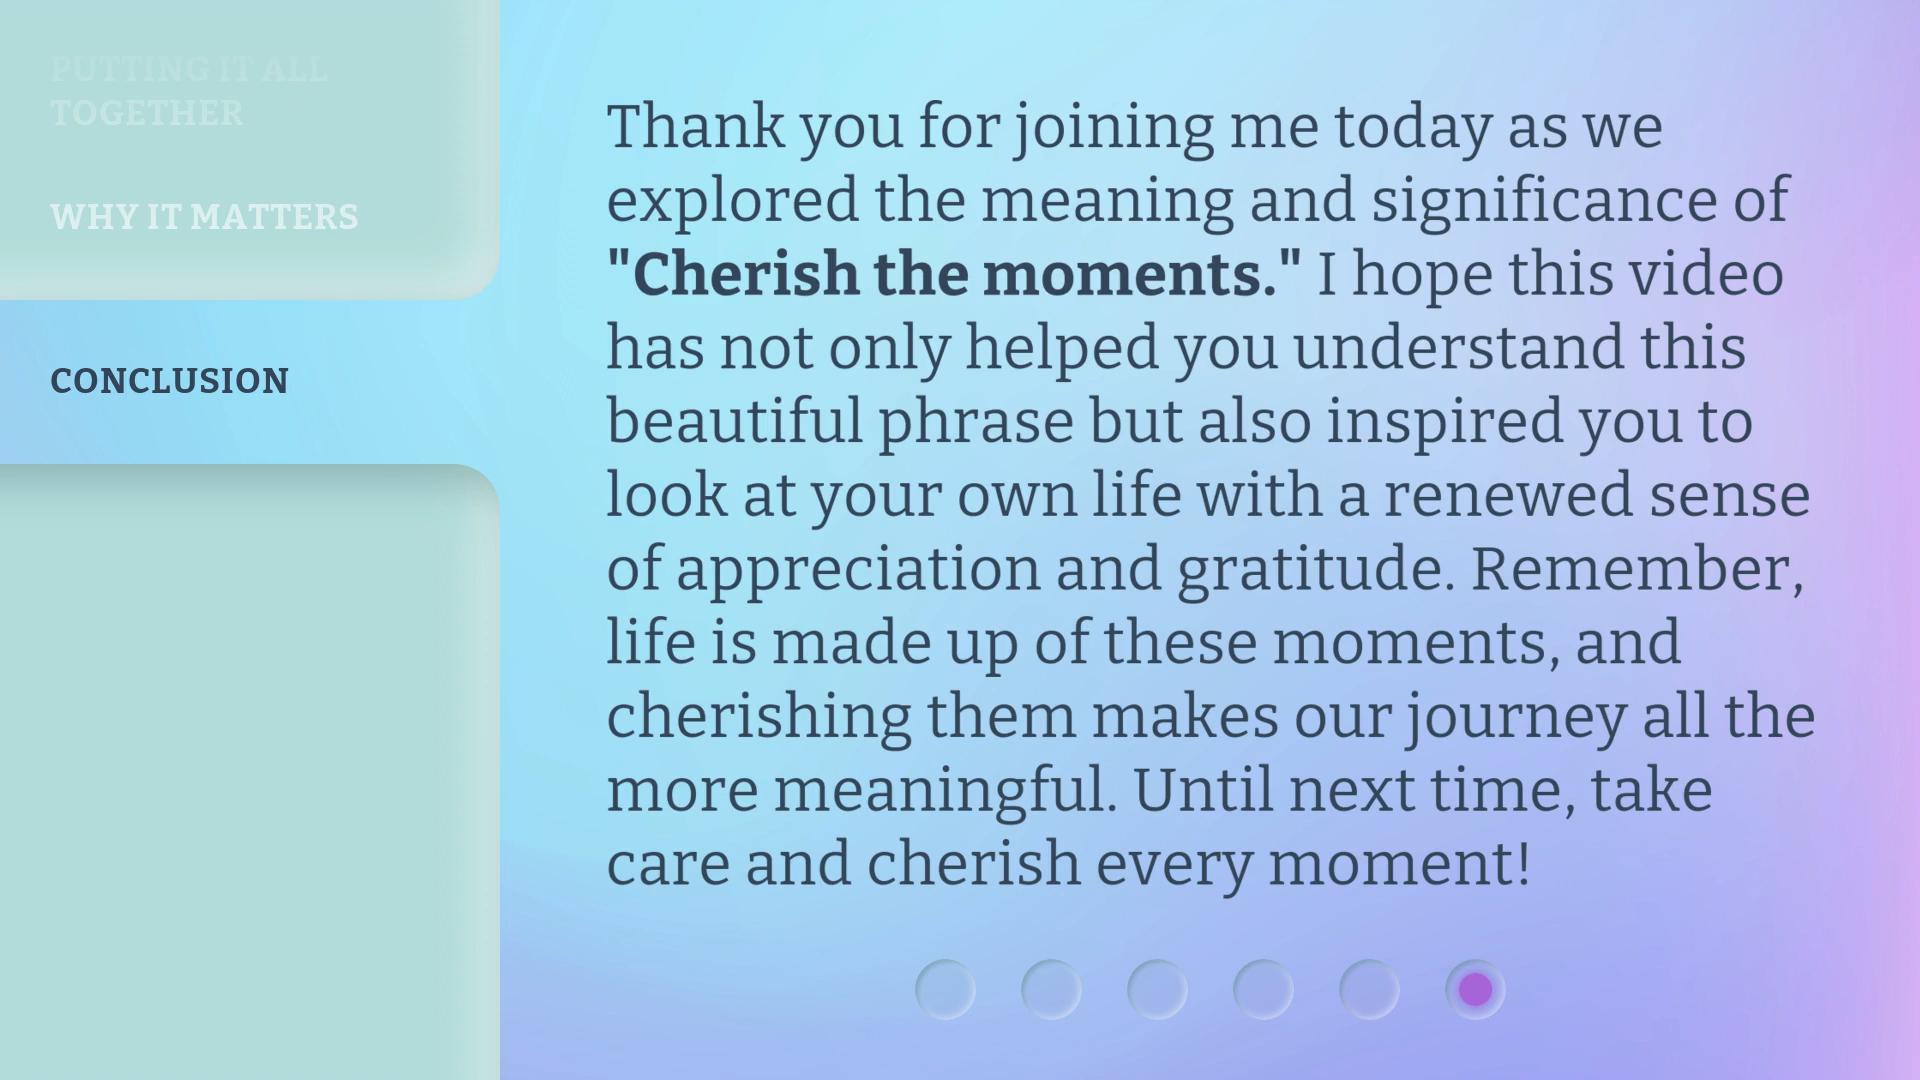 PUTTING IT ALL
TOGETHER
WHY IT MATTERS
CONCLUSION
Thank you for joining me today as we
explored the meaning and significance of
"Cherish the moments." I hope this video
has not only helped you understand this
beautiful phrase but also inspired you to
look at your own life with a renewed sense
of appreciation and gratitude. Remember,
life is made up of these moments, and
cherishing them makes our journey all the
more meaningful. Until next time, take
care and cherish every moment!